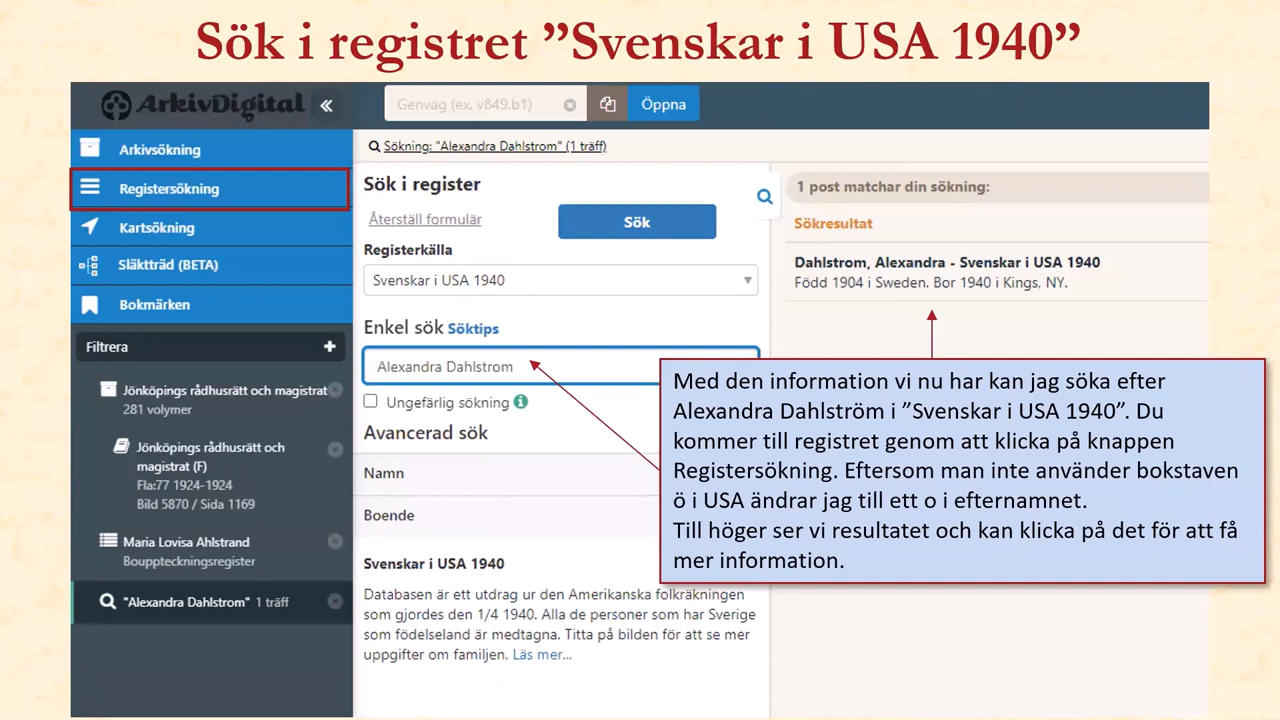 Sök i registret ”Svenskar i USA 1940”
ArkivDigital
Genväg (ex. v849.b1)
Öppna
Arkivsökning
Registersökning
Kartsökning
Släktträd (BETA)
Bokmärken
Filtrera
Jönköpings rådhusrätt och magistrat
281 volymer
Jönköpings rådhusrätt och
magistrat (F)
FIa:77 1924-1924
Bild 5870 / Sida 1169
Maria Lovisa Ahlstrand
Bouppteckningsregister
"Alexandra Dahlstrom" 1 träff
Sökning: "Alexandra Dahlstrom" (1 träff)
Sök i register
Återställ formulär
Sök
Registerkälla
Svenskar i USA 1940
Enkel sök Söktips
Alexandra Dahlstrom
Ungefärlig sökning
Avancerad sök
Namn
Boende
Svenskar i USA 1940
Databasen är ett utdrag ur den Amerikanska folkräkningen
som gjordes den 1/4 1940. Alla de personer som har Sverige
som födelseland är medtagna. Titta på bilden för att se mer
uppgifter om familjen. Läs mer...
1 post matchar din sökning:
Sökresultat
Dahlstrom, Alexandra - Svenskar i USA 1940
Född 1904 i Sweden. Bor 1940 i Kings, NY.
Med den information vi nu har kan jag söka efter
Alexandra Dahlström i ”Svenskar i USA 1940”. Du
kommer till registret genom att klicka på knappen
Registersökning. Eftersom man inte använder bokstaven
ö i USA ändrar jag till ett o i efternamnet.
Till höger ser vi resultatet och kan klicka på det för att få
mer information.